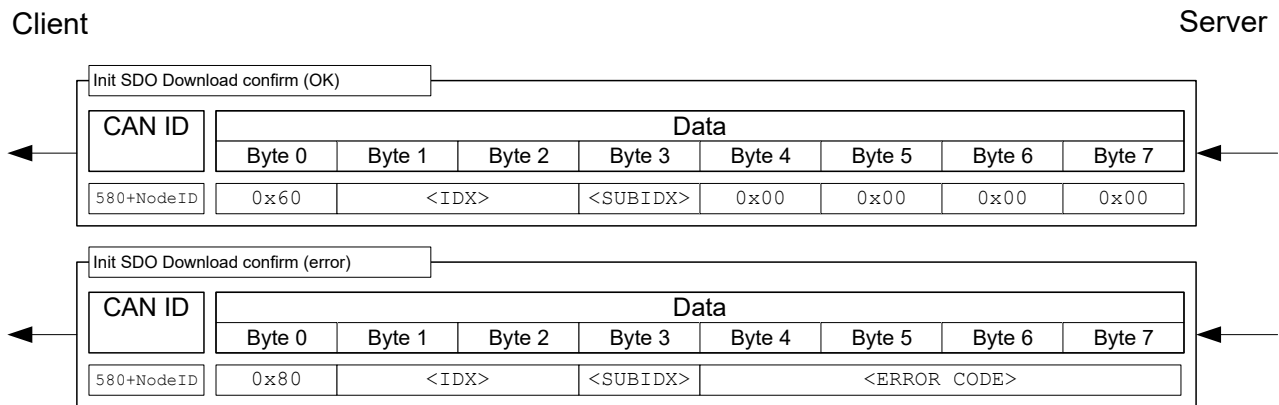 Client Server
Init SDO Download confirm (OK)
CAN ID Data
Byte 0 Byte 1 Byte 2 Byte 3 Byte 4 Byte 5 Byte 6 Byte 7
580+NodeID 0x60 <IDX> <SUBIDX> 0x00 0x00 0x00 0x00
Init SDO Download confirm (error)
CAN ID Data
Byte 0 Byte 1 Byte 2 Byte 3 Byte 4 Byte 5 Byte 6 Byte 7
580+NodeID 0x80 <IDX> <SUBIDX> <ERROR CODE>